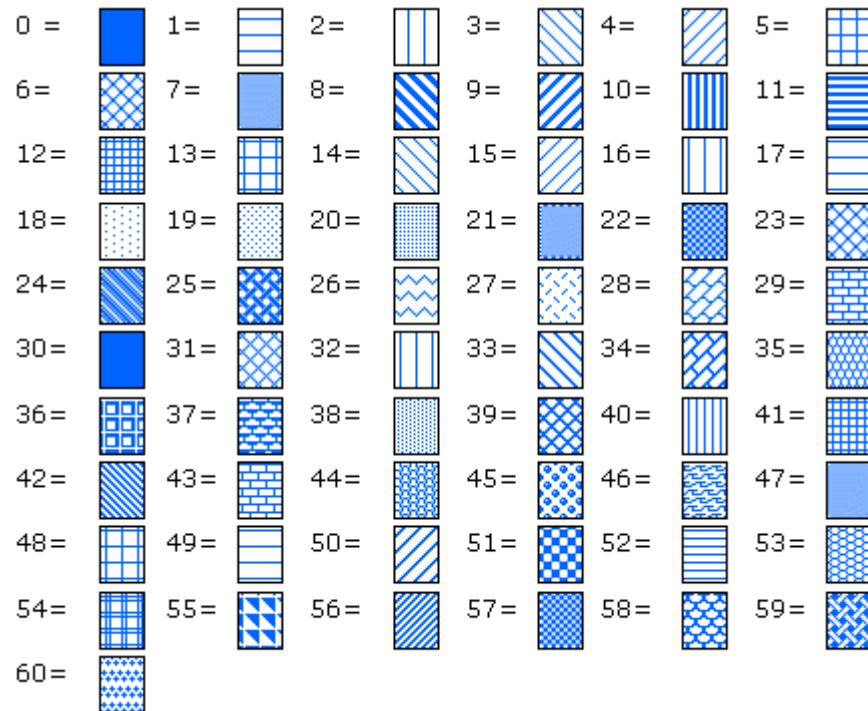 0 = 1= 2= 3= 4= 5=
6= 7= 8= 9= 10= 11=
12= 13= 14= 15= 16= 17=
18= 19= 20= 21= 22= 23=
24= 25= 26= 27= 28= 29=
30= 31= 32= 33= 34= 35=
36= 37= 38= 39= 40= 41=
42= 43= 44= 45= 46= 47=
48= 49= 50= 51= 52= 53=
54= 55= 56= 57= 58= 59=
60=